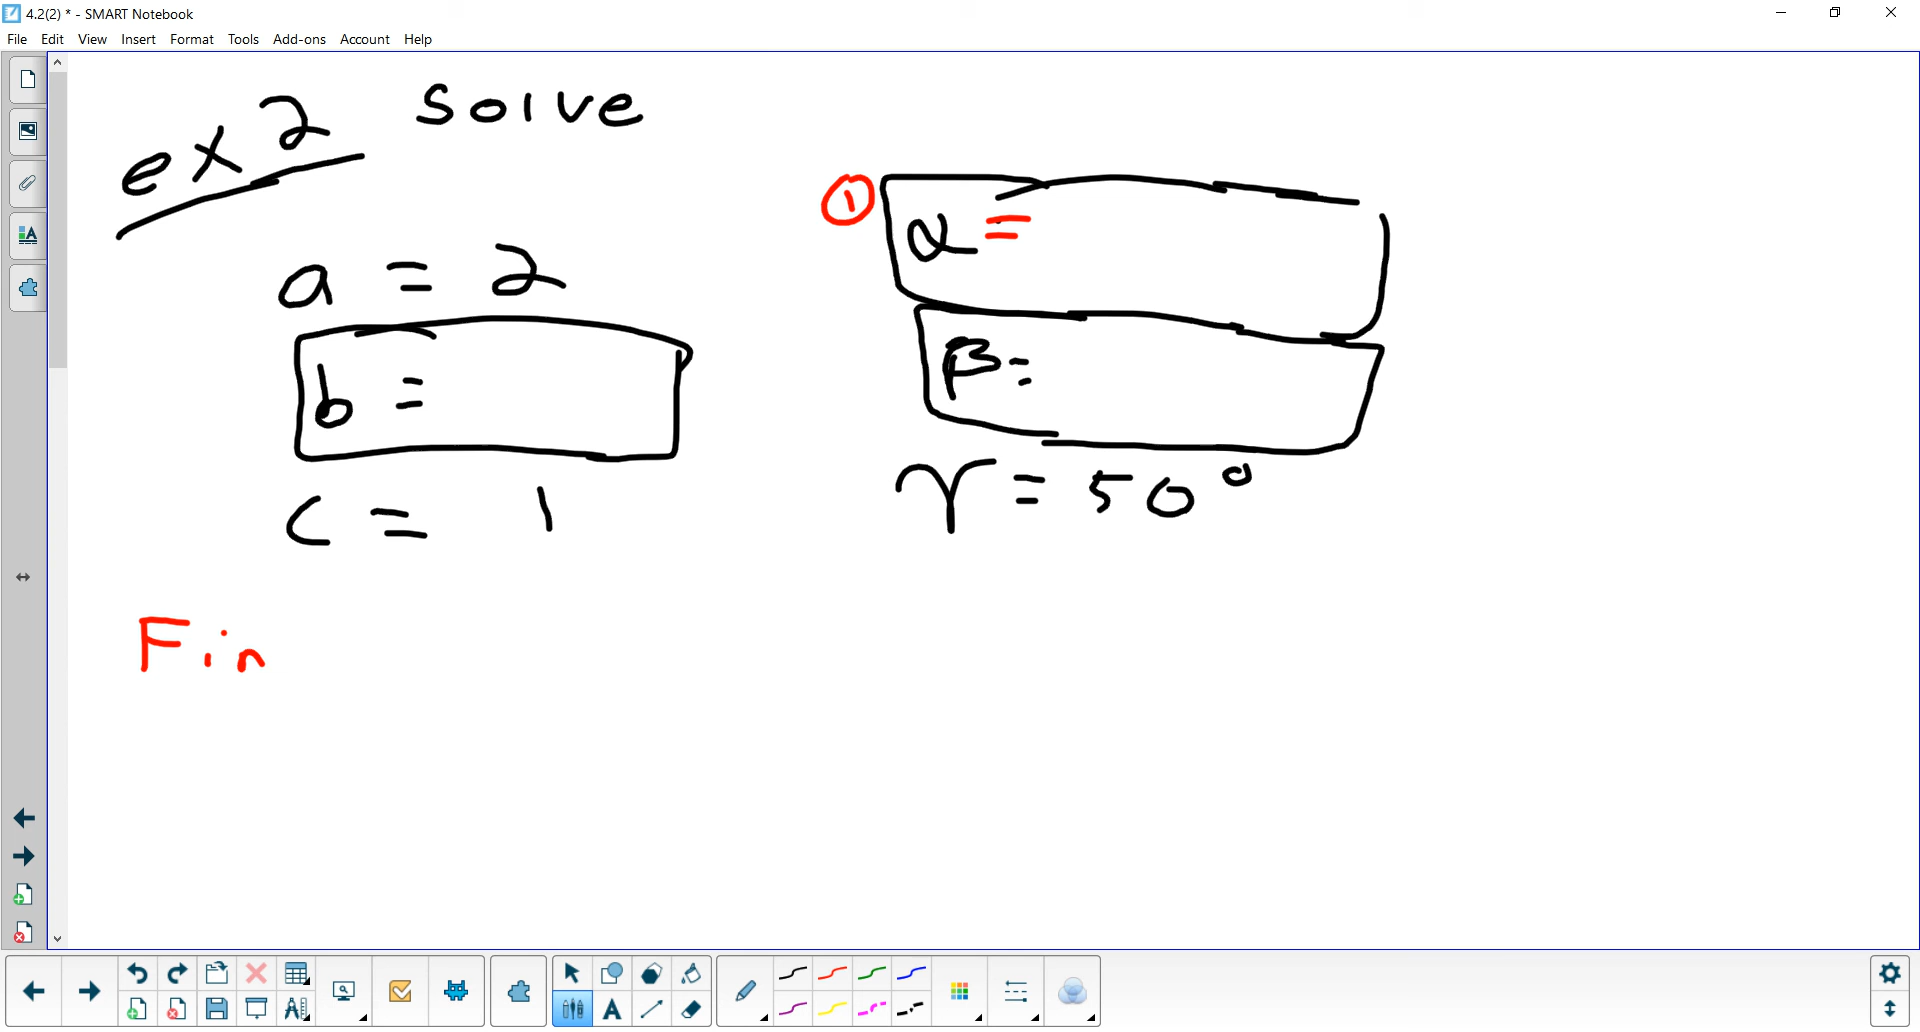 4.2(2) * - SMART Notebook
File Edit View Insert Format Tools Add-ons Account Help
ex 2 Solve
a = 2
b =
c = 1
① α =
β =
γ = 50°
Fin